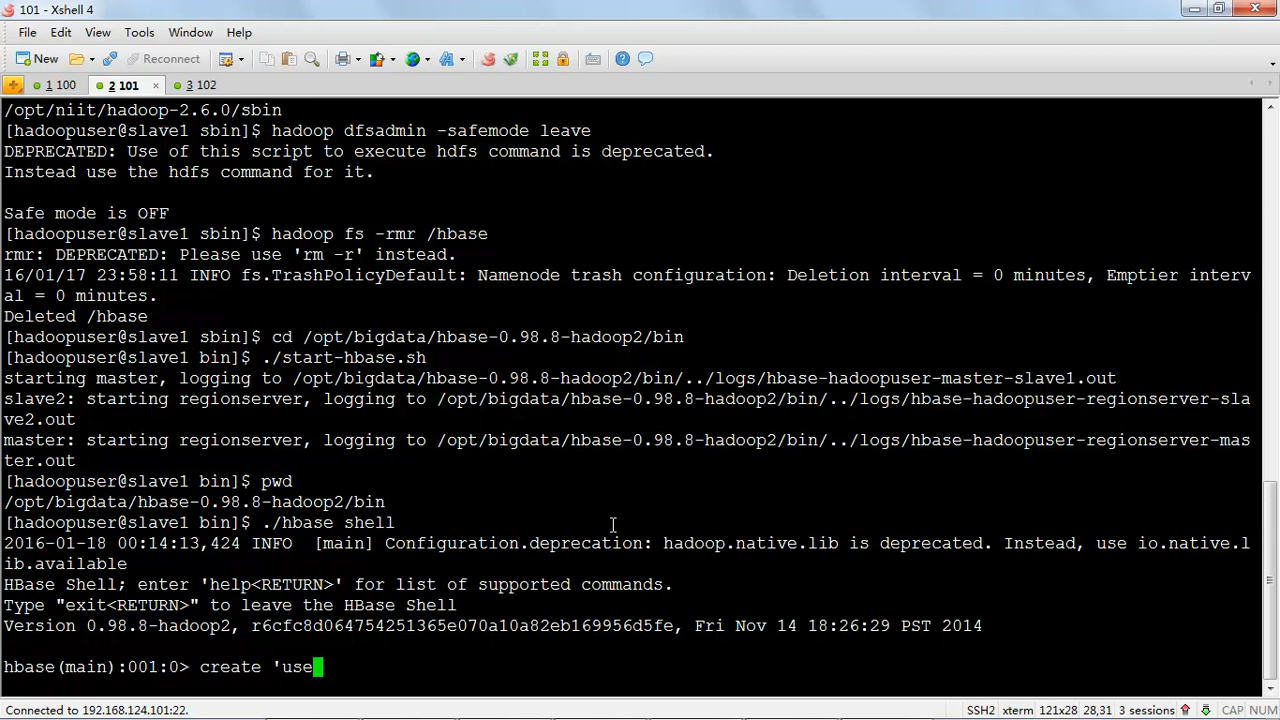 101 - Xshell 4
File Edit View Tools Window Help
New Reconnect
1 100 2 101 × 3 102
/opt/niit/hadoop-2.6.0/sbin
[hadoopuser@slave1 sbin]$ hadoop dfsadmin -safemode leave
DEPRECATED: Use of this script to execute hdfs command is deprecated.
Instead use the hdfs command for it.
Safe mode is OFF
[hadoopuser@slave1 sbin]$ hadoop fs -rmr /hbase
rmr: DEPRECATED: Please use 'rm -r' instead.
16/01/17 23:58:11 INFO fs.TrashPolicyDefault: Namenode trash configuration: Deletion interval = 0 minutes, Emptier interv
al = 0 minutes.
Deleted /hbase
[hadoopuser@slave1 sbin]$ cd /opt/bigdata/hbase-0.98.8-hadoop2/bin
[hadoopuser@slave1 bin]$ ./start-hbase.sh
starting master, logging to /opt/bigdata/hbase-0.98.8-hadoop2/bin/../logs/hbase-hadoopuser-master-slave1.out
slave2: starting regionserver, logging to /opt/bigdata/hbase-0.98.8-hadoop2/bin/../logs/hbase-hadoopuser-regionserver-sla
ve2.out
master: starting regionserver, logging to /opt/bigdata/hbase-0.98.8-hadoop2/bin/../logs/hbase-hadoopuser-regionserver-mas
ter.out
[hadoopuser@slave1 bin]$ pwd
/opt/bigdata/hbase-0.98.8-hadoop2/bin
[hadoopuser@slave1 bin]$ ./hbase shell
2016-01-18 00:14:13,424 INFO  [main] Configuration.deprecation: hadoop.native.lib is deprecated. Instead, use io.native.l
ib.available
HBase Shell; enter 'help<RETURN>' for list of supported commands.
Type "exit<RETURN>" to leave the HBase Shell
Version 0.98.8-hadoop2, r6cfc8d064754251365e070a10a82eb169956d5fe, Fri Nov 14 18:26:29 PST 2014
hbase(main):001:0> create 'use
Connected to 192.168.124.101:22. SSH2 xterm 121x28 28,31 3 sessions CAP NUM